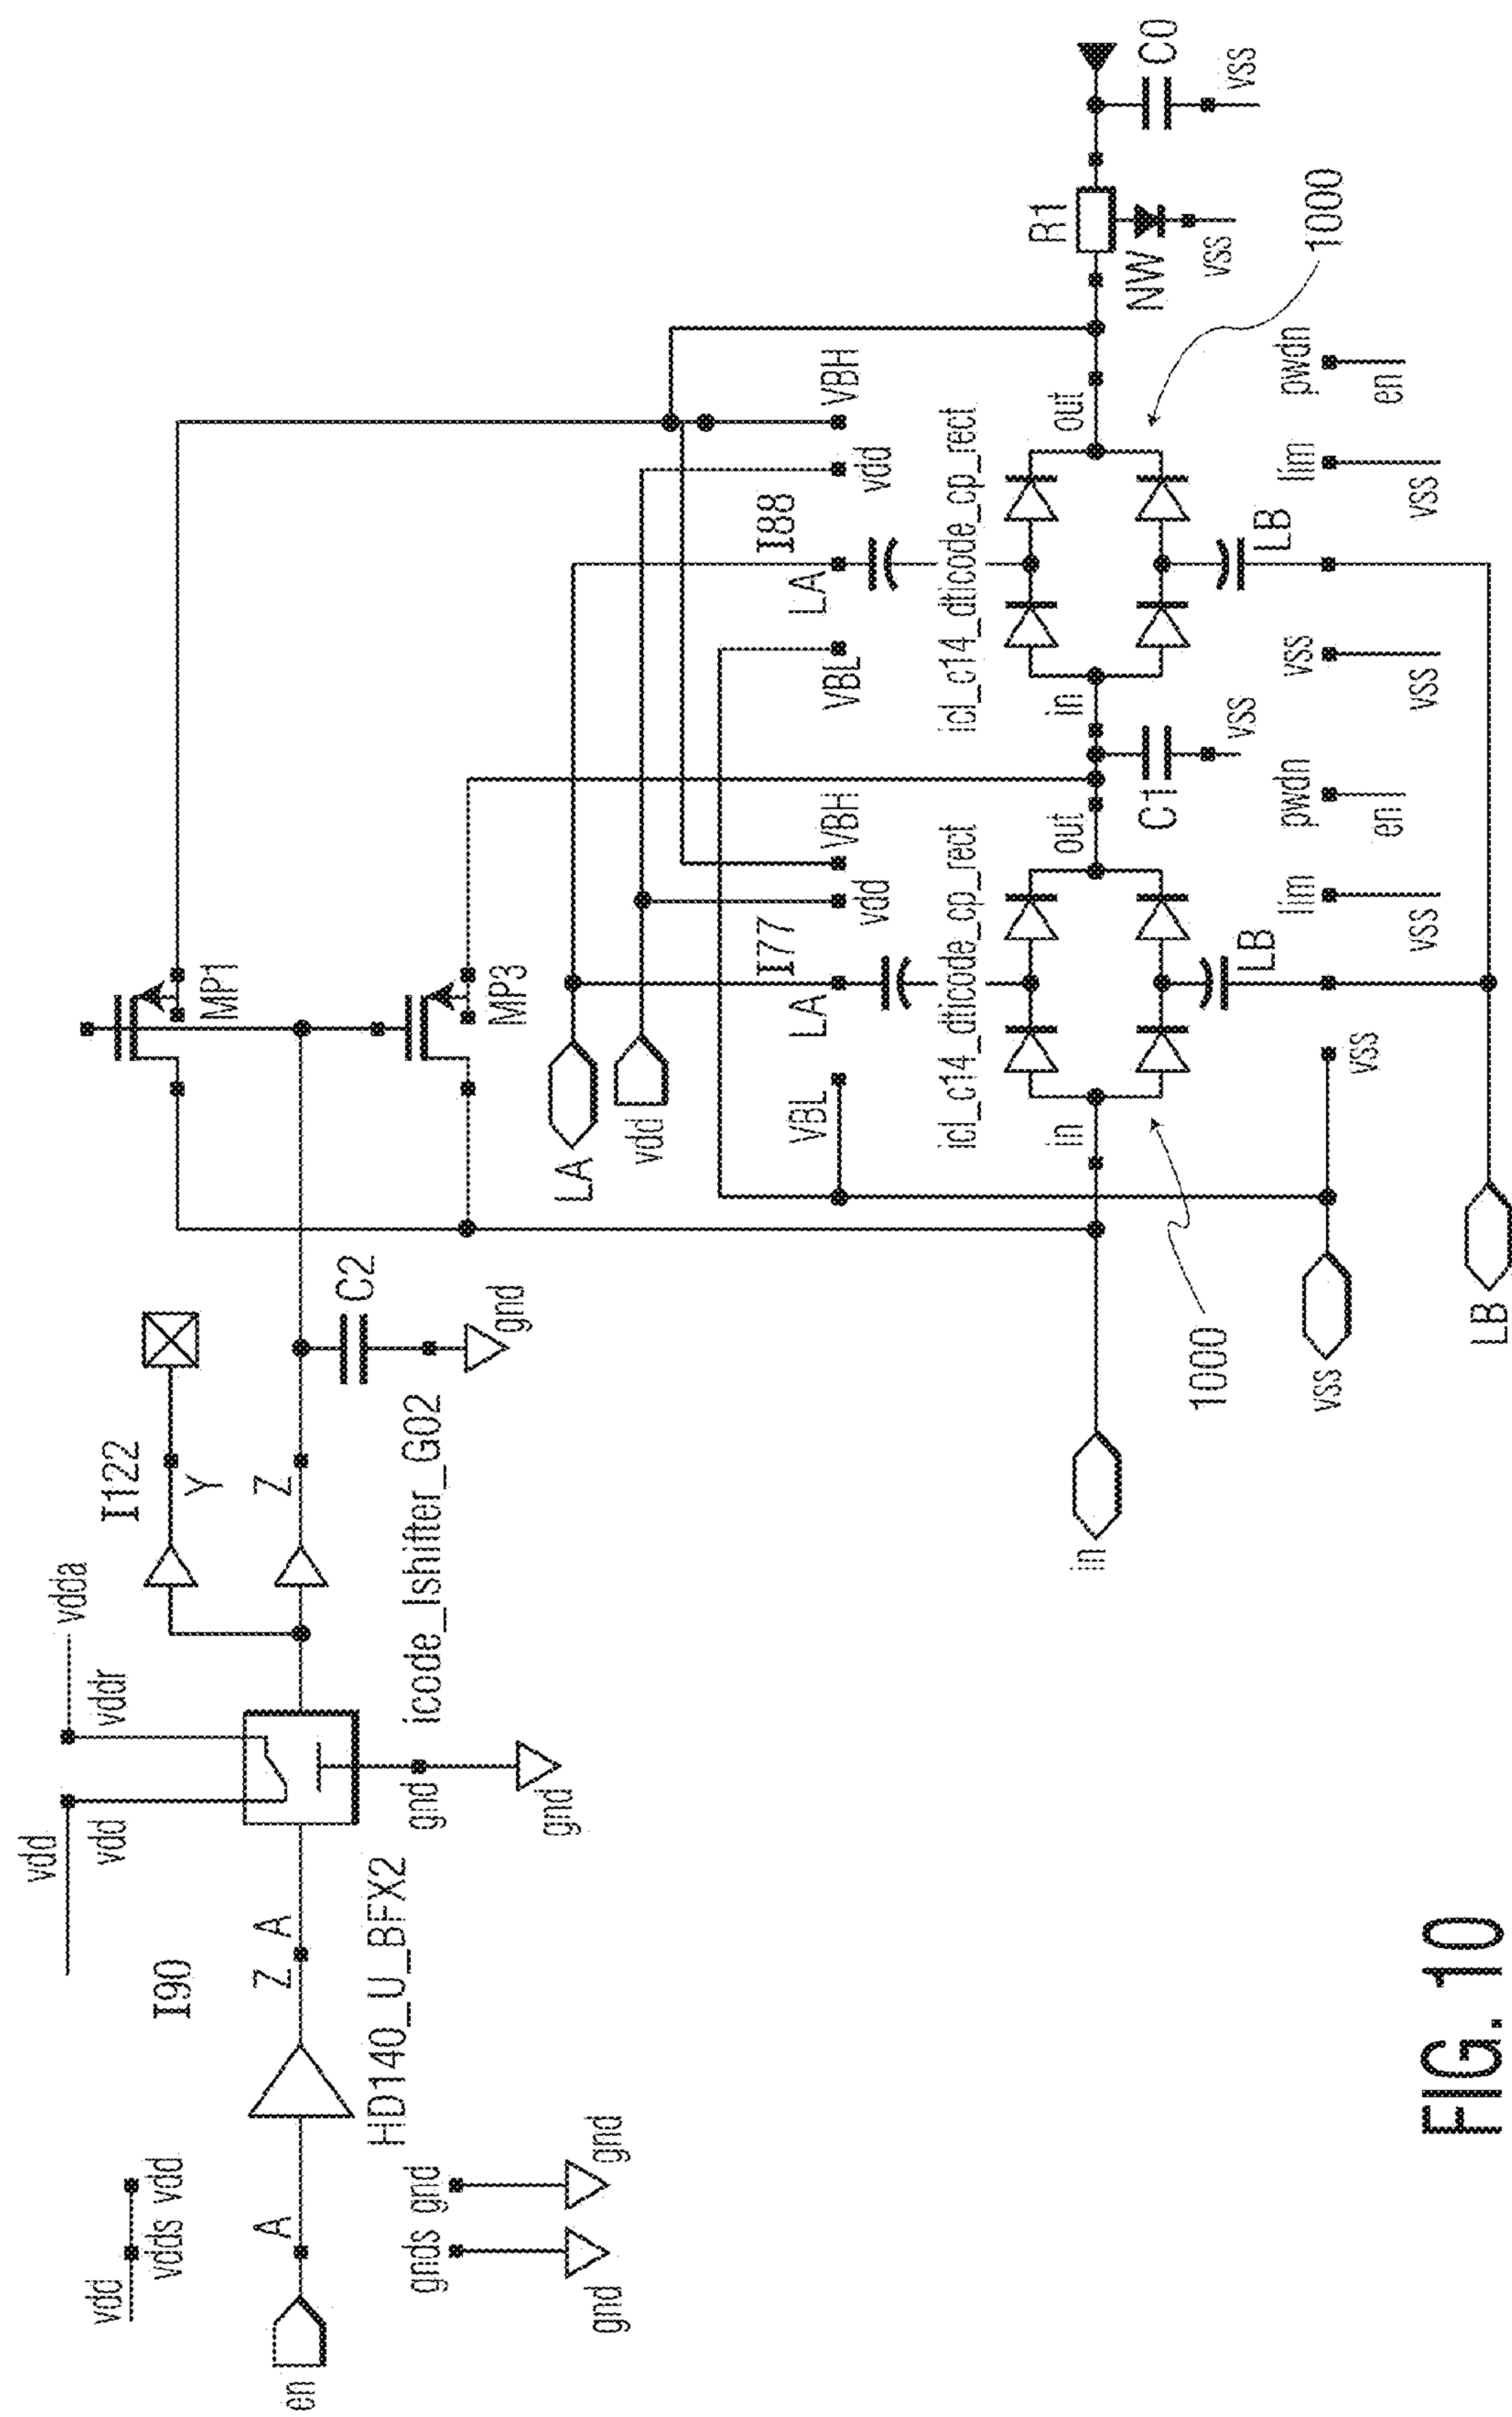 vdd
vdds vdd
en
A
gnds gnd
gnd
gnd
I90
HD140_U_BFX2
Z A
vdd
vdd
vddr
vdda
gnd
gnd
icode_lshifter_G02
I122
Y
Z
C2
gnd
MP1
MP3
LA
vdd
in
vss
LB
1000
VBL
LA
I77
vdd
VBH
icl_c14_dticode_cp_rect
in
out
LB
vss
lim
vss
pwdn
en
C1
vss
VBL
LA
I88
vdd
VBH
icl_c14_dticode_cp_rect
in
out
LB
vss
vss
lim
vss
pwdn
en
1000
R1
NW
vss
C0
vss
FIG. 10